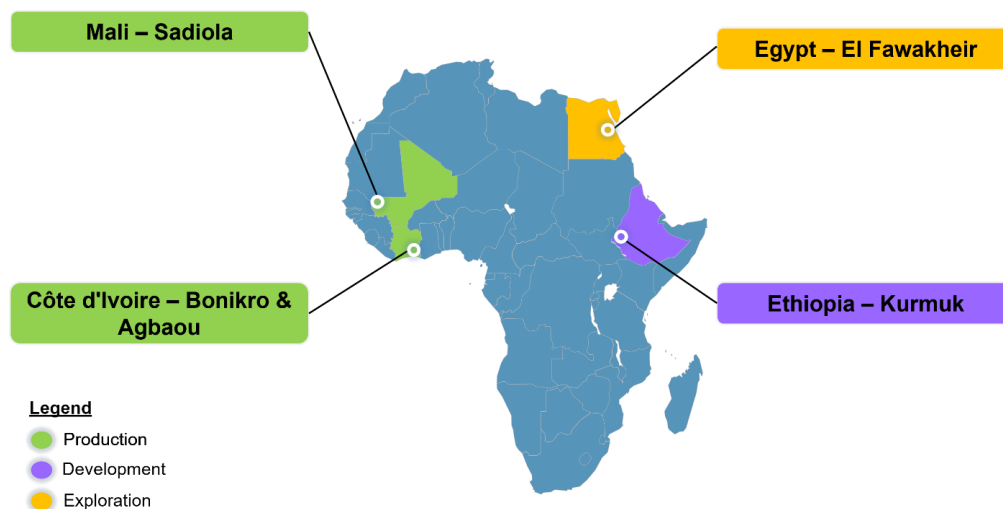 Mali – Sadiola
Egypt – El Fawakheir
Côte d'Ivoire – Bonikro &
Agbaou
Ethiopia – Kurmuk
Legend
Production
Development
Exploration